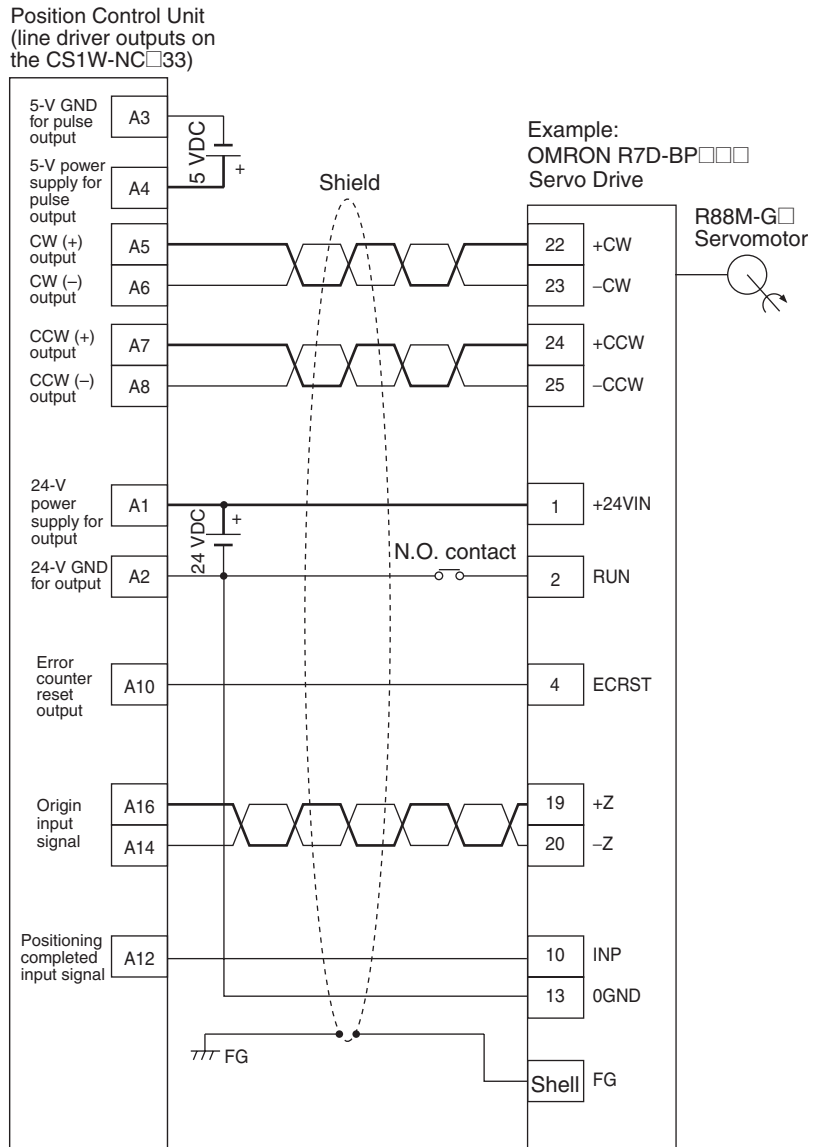 Position Control Unit
(line driver outputs on
the CS1W-NC□33)
5-V GND
for pulse
output
A3
5 VDC
+
5-V power
supply for
pulse
output
A4
Example:
OMRON R7D-BP□□□
Servo Drive
Shield
R88M-G□
Servomotor
CW (+)
output
A5
22
+CW
CW (–)
output
A6
23
–CW
CCW (+)
output
A7
24
+CCW
CCW (–)
output
A8
25
–CCW
24-V
power
supply for
output
A1
24 VDC
+
1
+24VIN
24-V GND
for output
A2
N.O. contact
2
RUN
Error
counter
reset
output
A10
4
ECRST
Origin
input
signal
A16
A14
19
+Z
20
–Z
Positioning
completed
input signal
A12
10
INP
13
0GND
FG
Shell
FG